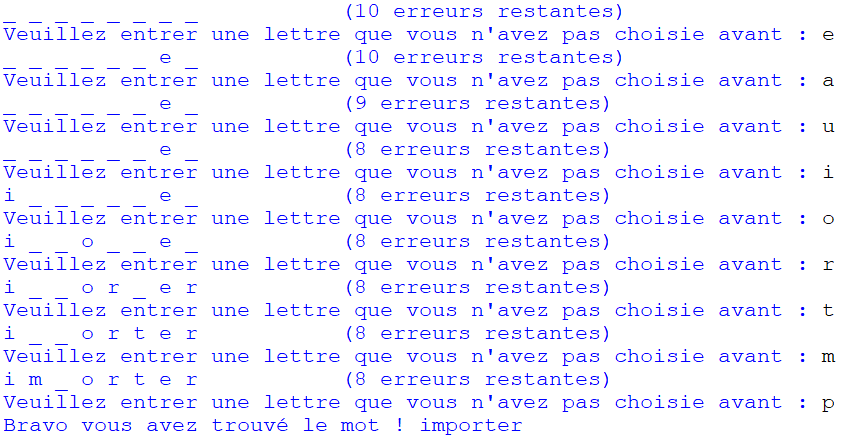 _ _ _ _ _ _ _ _ (10 erreurs restantes)
Veuillez entrer une lettre que vous n'avez pas choisie avant : e
_ _ _ _ _ _ e _ (10 erreurs restantes)
Veuillez entrer une lettre que vous n'avez pas choisie avant : a
_ _ _ _ _ _ e _ (9 erreurs restantes)
Veuillez entrer une lettre que vous n'avez pas choisie avant : u
_ _ _ _ _ _ e _ (8 erreurs restantes)
Veuillez entrer une lettre que vous n'avez pas choisie avant : i
i _ _ _ _ _ e _ (8 erreurs restantes)
Veuillez entrer une lettre que vous n'avez pas choisie avant : o
i _ _ o _ _ e _ (8 erreurs restantes)
Veuillez entrer une lettre que vous n'avez pas choisie avant : r
i _ _ o r _ e r (8 erreurs restantes)
Veuillez entrer une lettre que vous n'avez pas choisie avant : t
i _ _ o r t e r (8 erreurs restantes)
Veuillez entrer une lettre que vous n'avez pas choisie avant : m
i m _ o r t e r (8 erreurs restantes)
Veuillez entrer une lettre que vous n'avez pas choisie avant : p
Bravo vous avez trouvé le mot ! importer